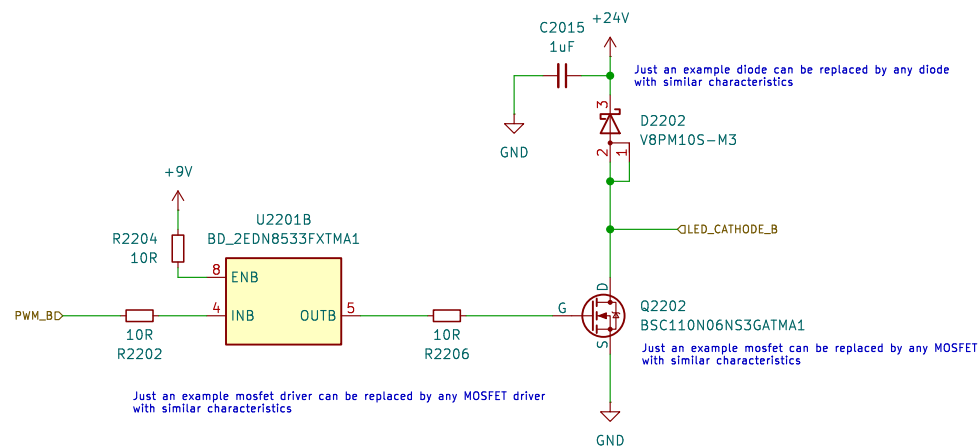 +24V
C2015
1uF
Just an example diode can be replaced by any diode
with similar characteristics
3
D2202
V8PM10S-M3
GND
2
1
+9V
U2201B
BD_2EDN8533FXTMA1
R2204
10R
LED_CATHODE_B
8
ENB
D
PWM_B
4
INB
OUTB
5
G
Q2202
BSC110N06NS3GATMA1
10R
R2202
10R
R2206
S
Just an example mosfet can be replaced by any MOSFET
with similar characteristics
Just an example mosfet driver can be replaced by any MOSFET driver
with similar characteristics
GND